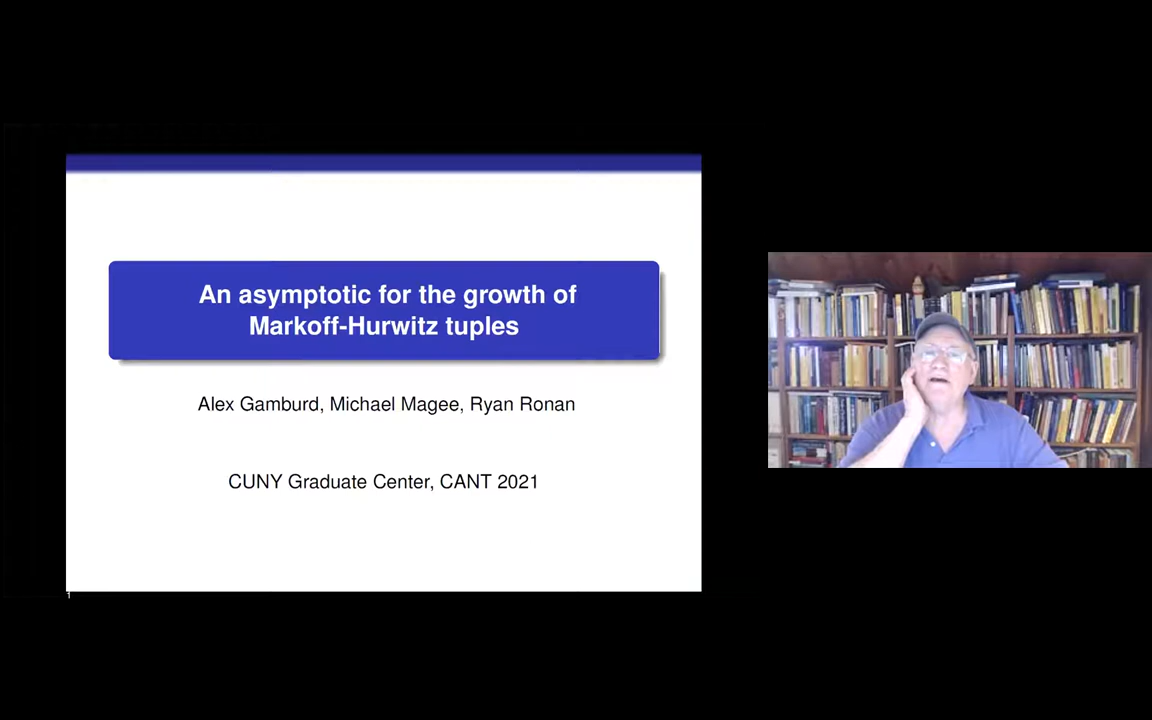 An asymptotic for the growth of
Markoff-Hurwitz tuples
Alex Gamburd, Michael Magee, Ryan Ronan
CUNY Graduate Center, CANT 2021
1